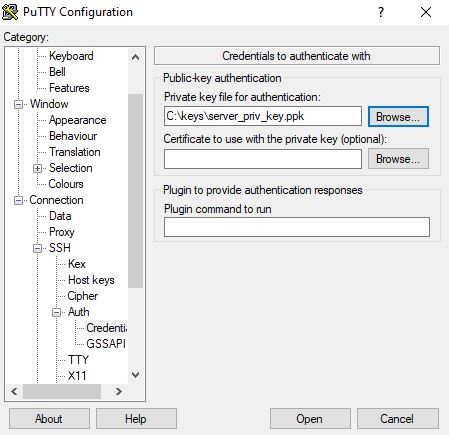 PuTTY Configuration
?
Category:
Keyboard
Bell
Features
Window
Appearance
Behaviour
Translation
Selection
Colours
Connection
Data
Proxy
SSH
Kex
Host keys
Cipher
Auth
Credentia
GSSAPI
TTY
X11
Credentials to authenticate with
Public-key authentication
Private key file for authentication:
C:\keys\server_priv_key.ppk
Browse...
Certificate to use with the private key (optional):
Browse...
Plugin to provide authentication responses
Plugin command to run
About
Help
Open
Cancel